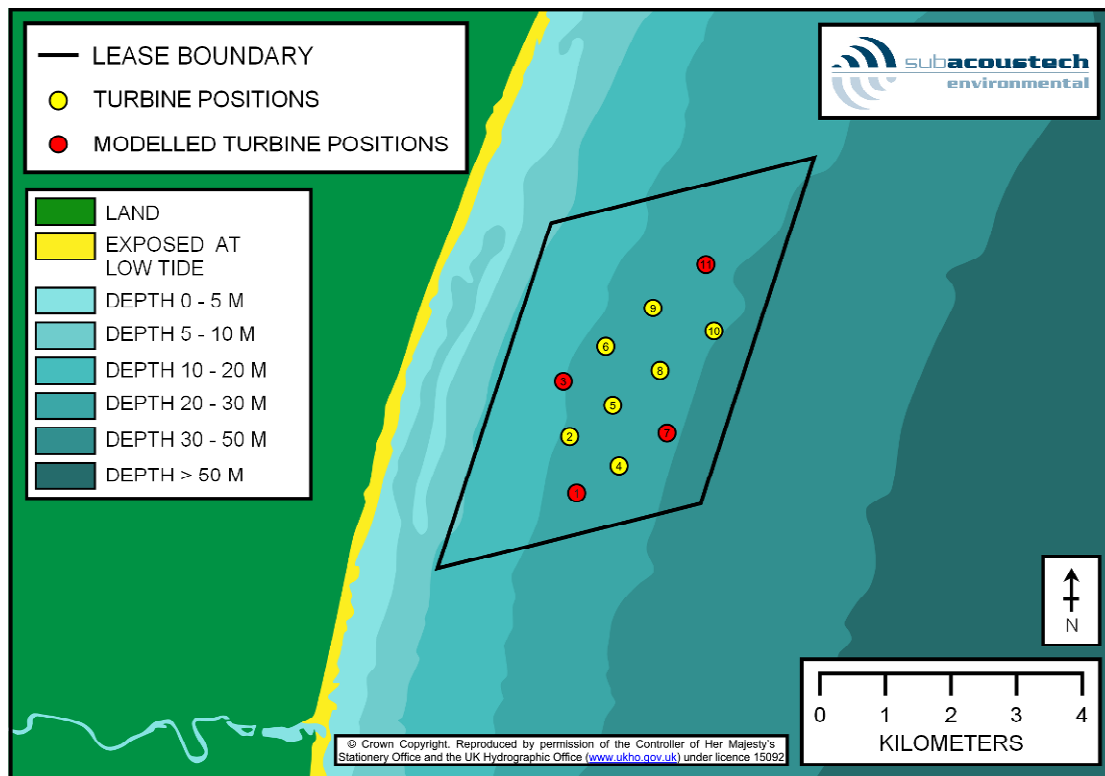 LEASE BOUNDARY
TURBINE POSITIONS
MODELLED TURBINE POSITIONS
subacoustech
environmental
LAND
EXPOSED AT
LOW TIDE
DEPTH 0 - 5 M
DEPTH 5 - 10 M
DEPTH 10 - 20 M
DEPTH 20 - 30 M
DEPTH 30 - 50 M
DEPTH > 50 M
11
9
10
6
8
3
5
7
2
4
1
N
0 1 2 3 4
KILOMETERS
© Crown Copyright. Reproduced by permission of the Controller of Her Majesty's
Stationery Office and the UK Hydrographic Office (www.ukho.gov.uk) under licence 15092